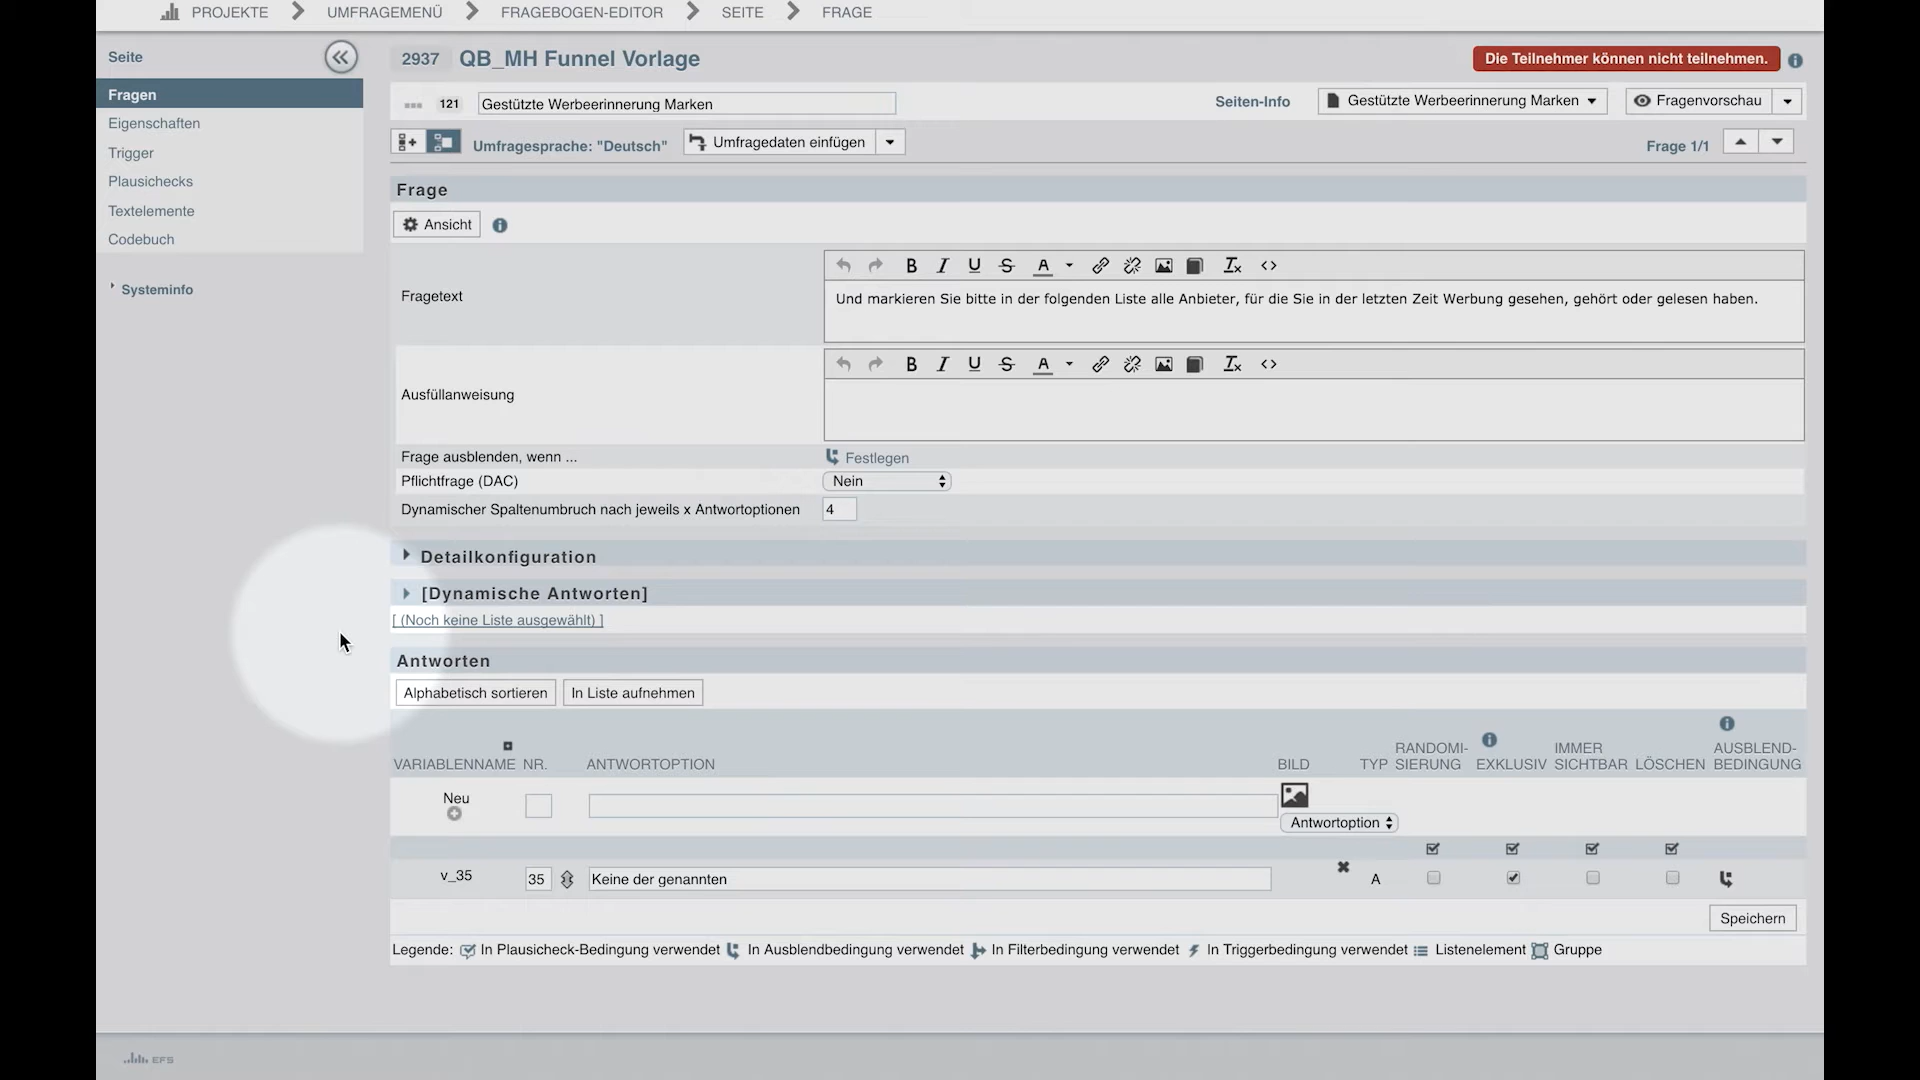 PROJEKTE UMFRAGEMENÜ FRAGEBOGEN-EDITOR SEITE FRAGE
Seite
Fragen
Eigenschaften
Trigger
Plausichecks
Textelemente
Codebuch
Systeminfo
2937 QB_MH Funnel Vorlage Die Teilnehmer können nicht teilnehmen.
121 Gestützte Werbeerinnerung Marken Seiten-Info Gestützte Werbeerinnerung Marken Fragenvorschau
Umfragesprache: "Deutsch" Umfragedaten einfügen Frage 1/1
Frage
Ansicht
Fragetext
Und markieren Sie bitte in der folgenden Liste alle Anbieter, für die Sie in der letzten Zeit Werbung gesehen, gehört oder gelesen haben.
Ausfüllanweisung
Frage ausblenden, wenn ... Festlegen
Pflichtfrage (DAC) Nein
Dynamischer Spaltenumbruch nach jeweils x Antwortoptionen 4
Detailkonfiguration
[Dynamische Antworten]
[ (Noch keine Liste ausgewählt) ]
Antworten
Alphabetisch sortieren In Liste aufnehmen
VARIABLENNAME NR. ANTWORTOPTION BILD TYP RANDOMI-SIERUNG EXKLUSIV IMMER SICHTBAR LÖSCHEN AUSBLEND-BEDINGUNG
Neu
Antwortoption
v_35 35 Keine der genannten A
Speichern
Legende: In Plausicheck-Bedingung verwendet In Ausblendbedingung verwendet In Filterbedingung verwendet In Triggerbedingung verwendet Listenelement Gruppe
EFS